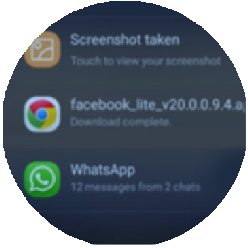 Screenshot taken
Touch to view your screenshot
facebook_lite_v20.0.0.9.4.a
Download complete.
WhatsApp
12 messages from 2 chats